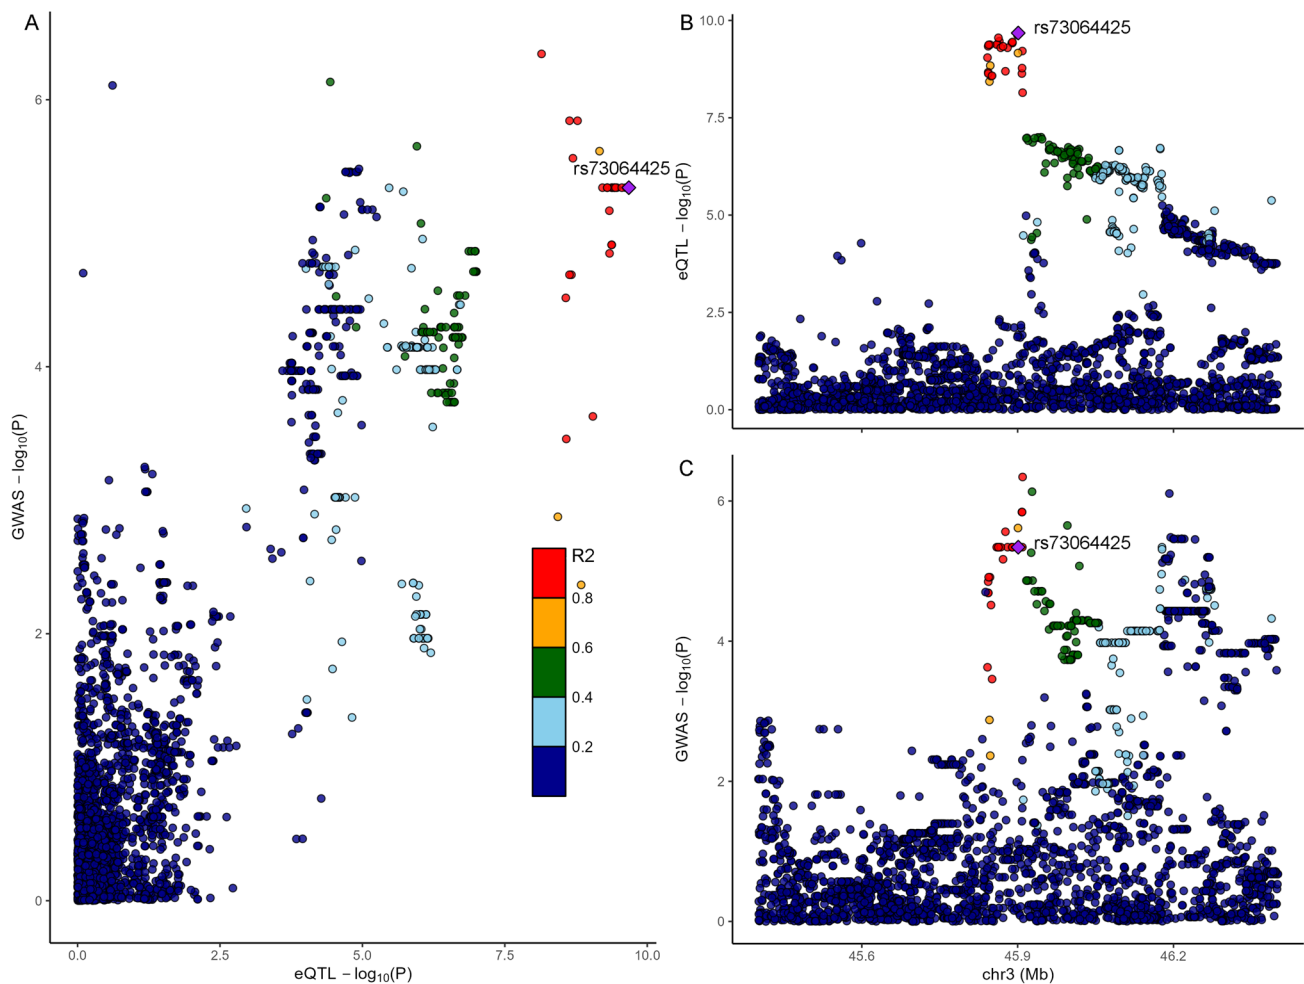 A
GWAS −log10(P)
6
4
2
0
rs73064425
R2
0.8
0.6
0.4
0.2
0.0 2.5 5.0 7.5 10.0
eQTL −log10(P)
B
eQTL −log10(P)
10.0
7.5
5.0
2.5
0.0
rs73064425
C
GWAS −log10(P)
6
4
2
0
rs73064425
45.6 45.9 46.2
chr3 (Mb)